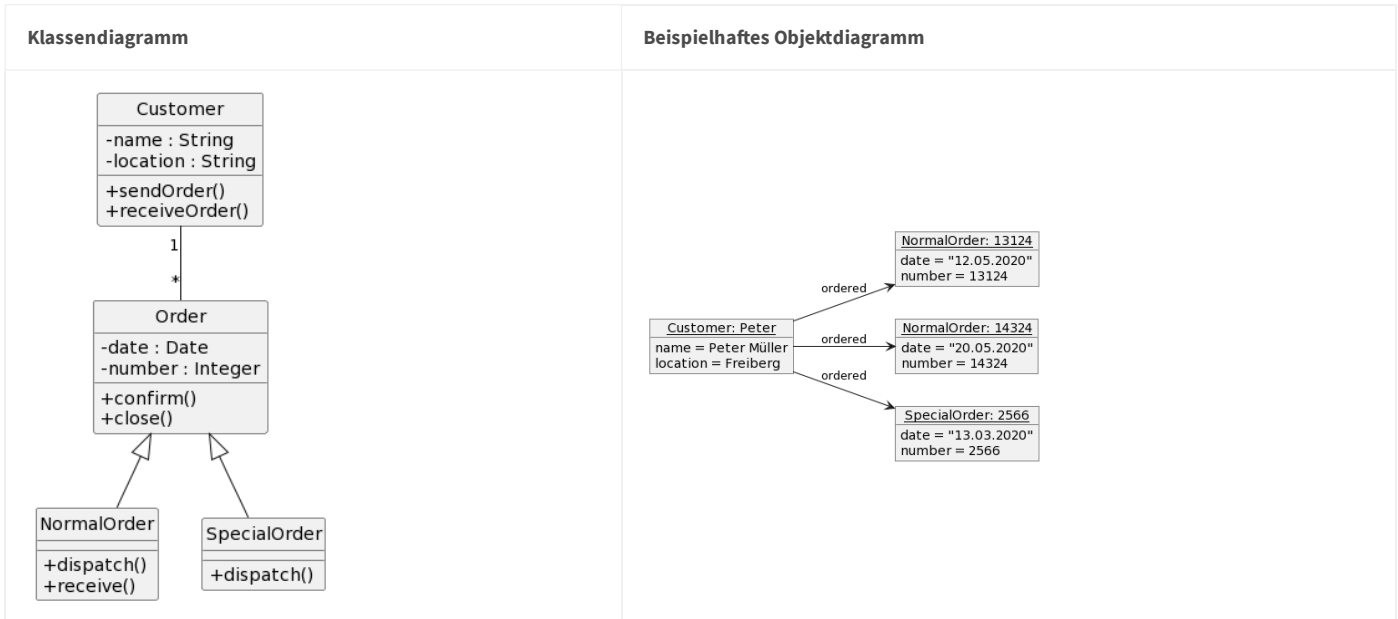 Klassendiagramm
Beispielhaftes Objektdiagramm
Customer
-name : String
-location : String
+sendOrder()
+receiveOrder()
1
*
Order
-date : Date
-number : Integer
+confirm()
+close()
NormalOrder
+dispatch()
+receive()
SpecialOrder
+dispatch()
Customer: Peter
name = Peter Müller
location = Freiberg
ordered
ordered
ordered
NormalOrder: 13124
date = "12.05.2020"
number = 13124
NormalOrder: 14324
date = "20.05.2020"
number = 14324
SpecialOrder: 2566
date = "13.03.2020"
number = 2566